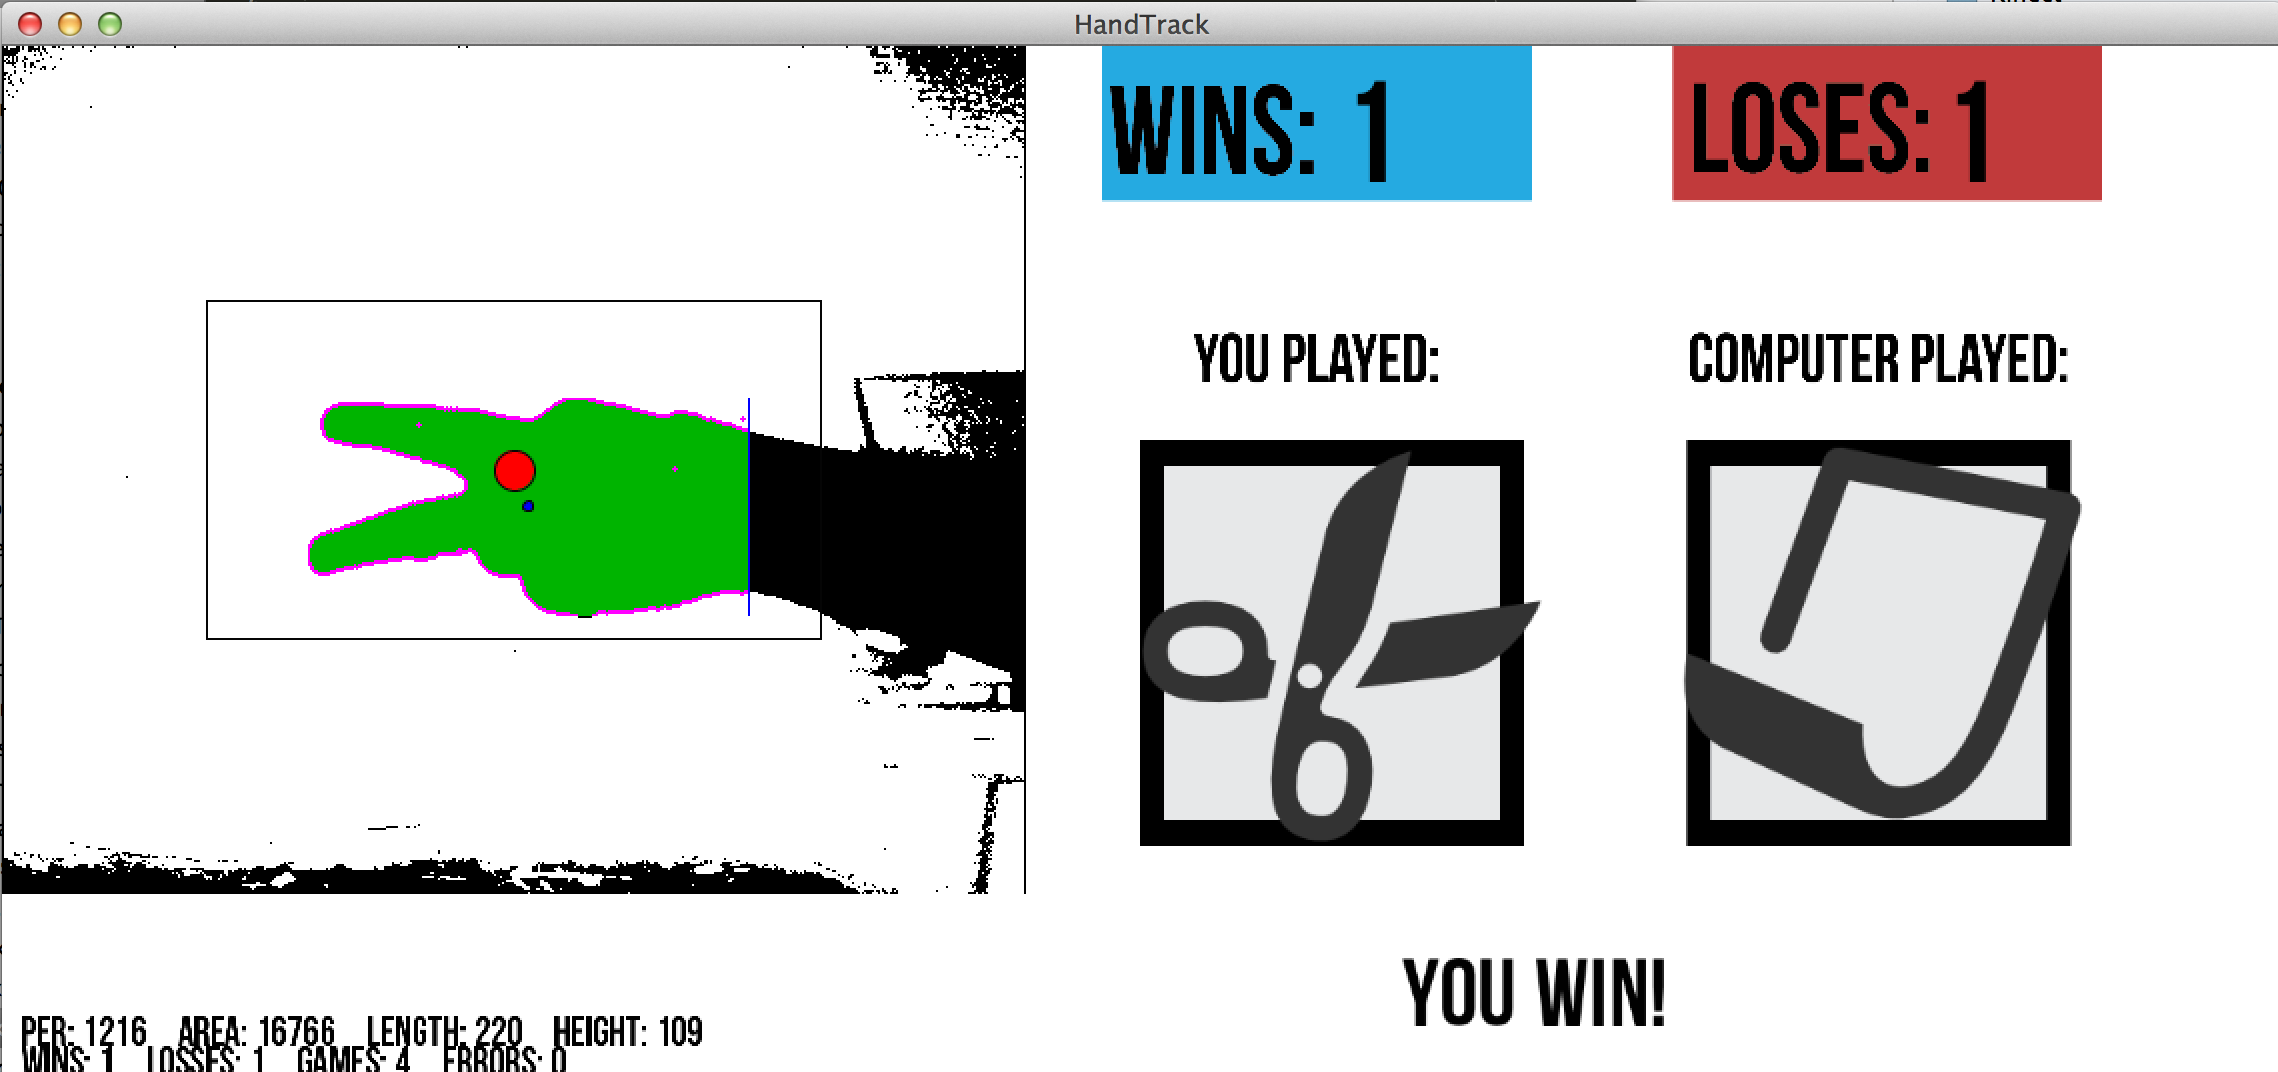 HandTrack
WINS: 1
LOSES: 1
YOU PLAYED:
COMPUTER PLAYED:
YOU WIN!
PER: 1216 AREA: 16766 LENGTH: 220 HEIGHT: 109
WINS: 1 LOSSES: 1 GAMES: 4 ERRORS: 0